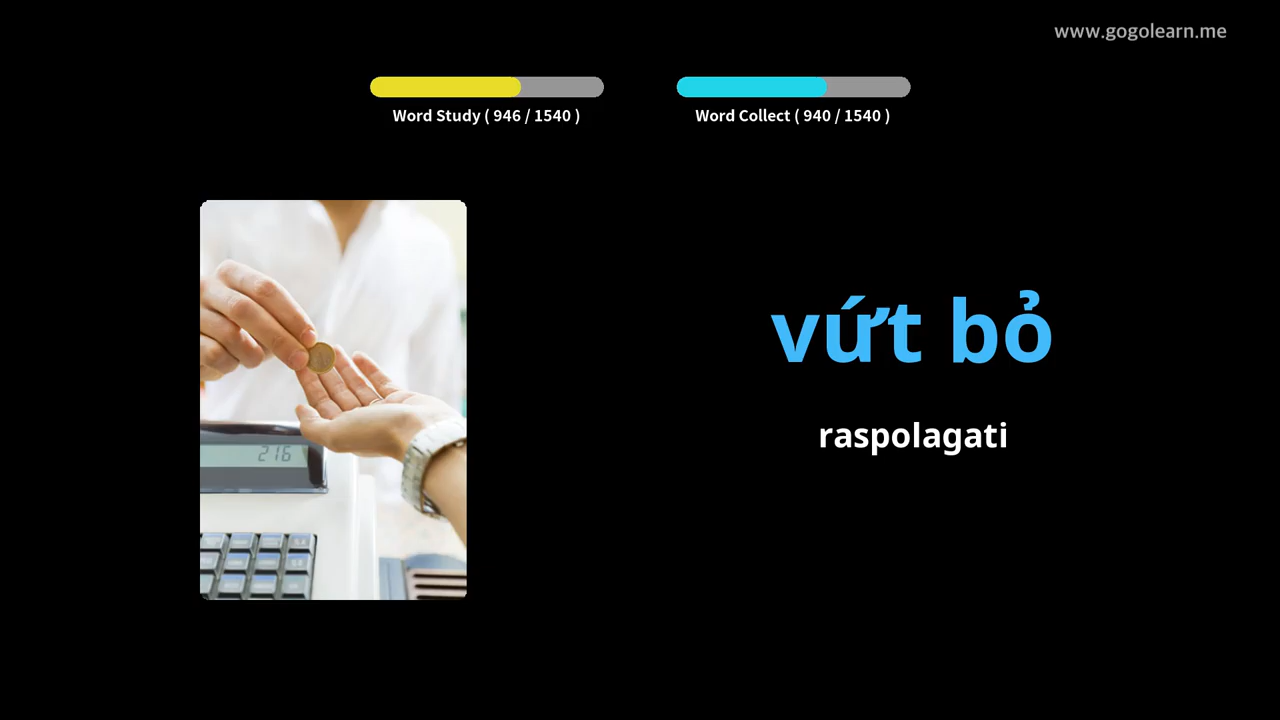 www.gogolearn.me
Word Study ( 946 / 1540 )
Word Collect ( 940 / 1540 )
vứt bỏ
raspolagati
216